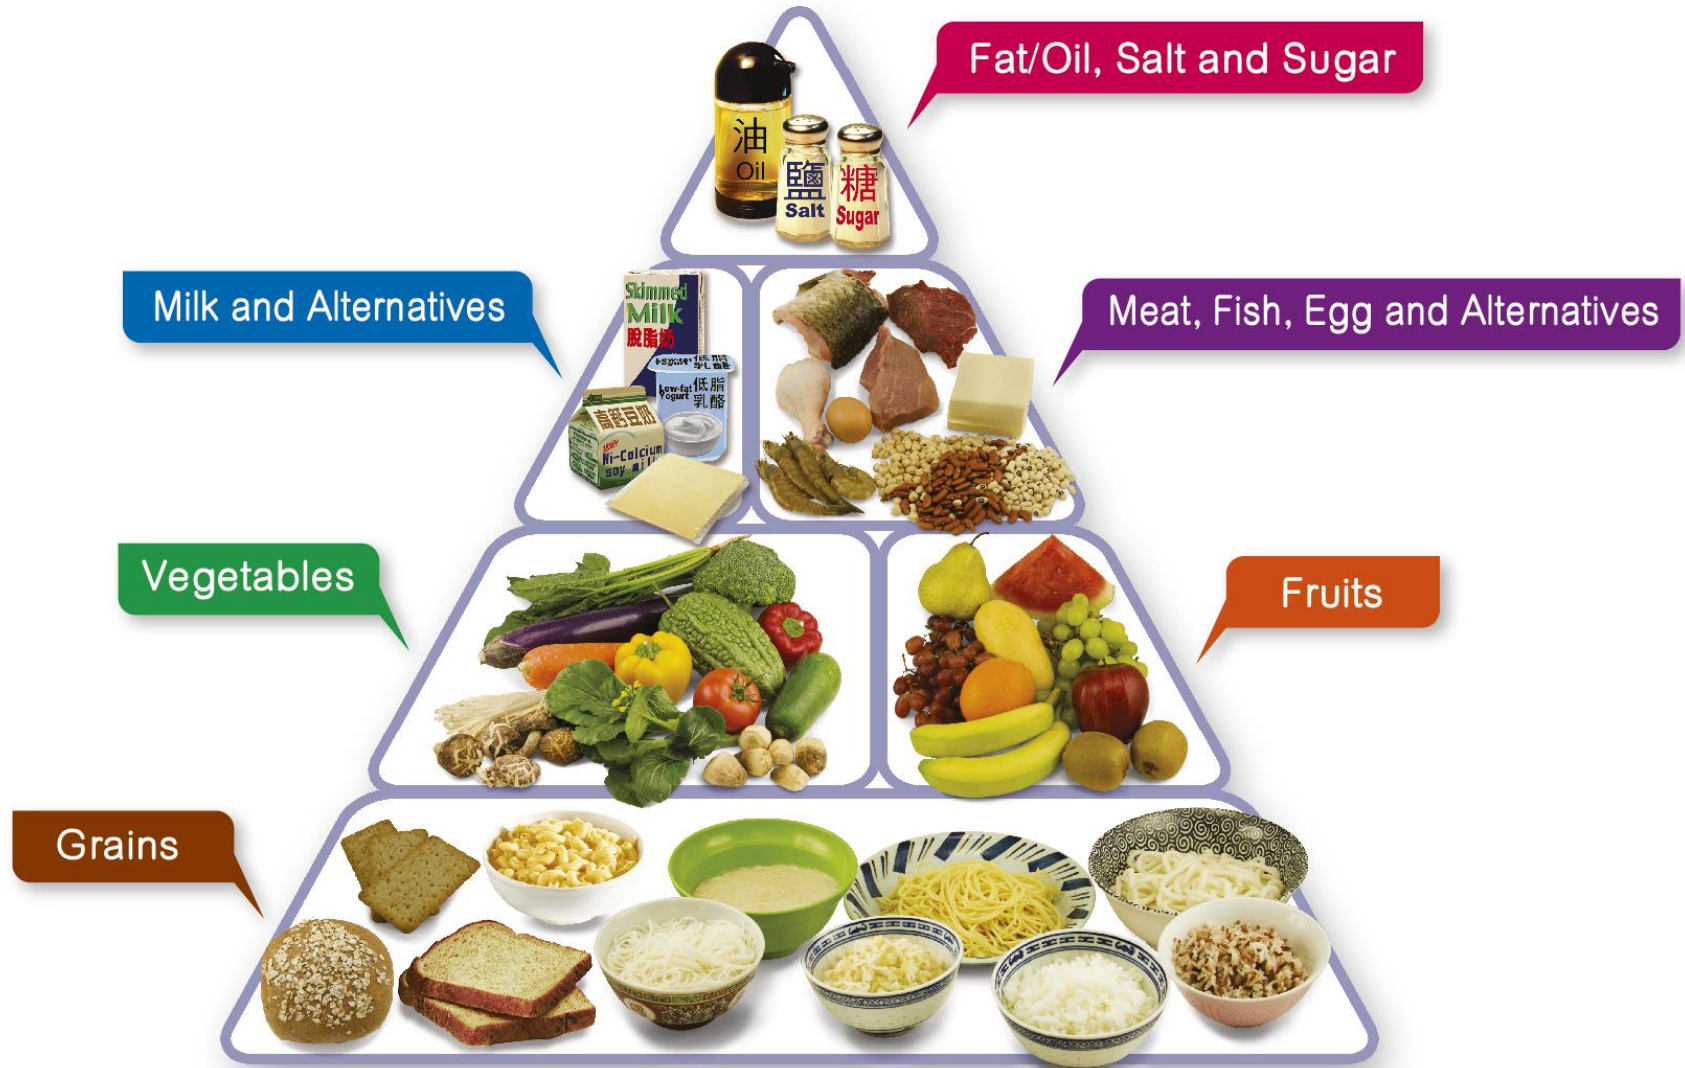 Fat/Oil, Salt and Sugar
油
Oil
鹽
Salt
糖
Sugar
Milk and Alternatives
Skimmed
Milk
脫脂奶
Low-fat
Yogurt
低脂
乳酪
高鈣豆奶
Hi-Calcium
soy milk
Meat, Fish, Egg and Alternatives
Vegetables
Fruits
Grains